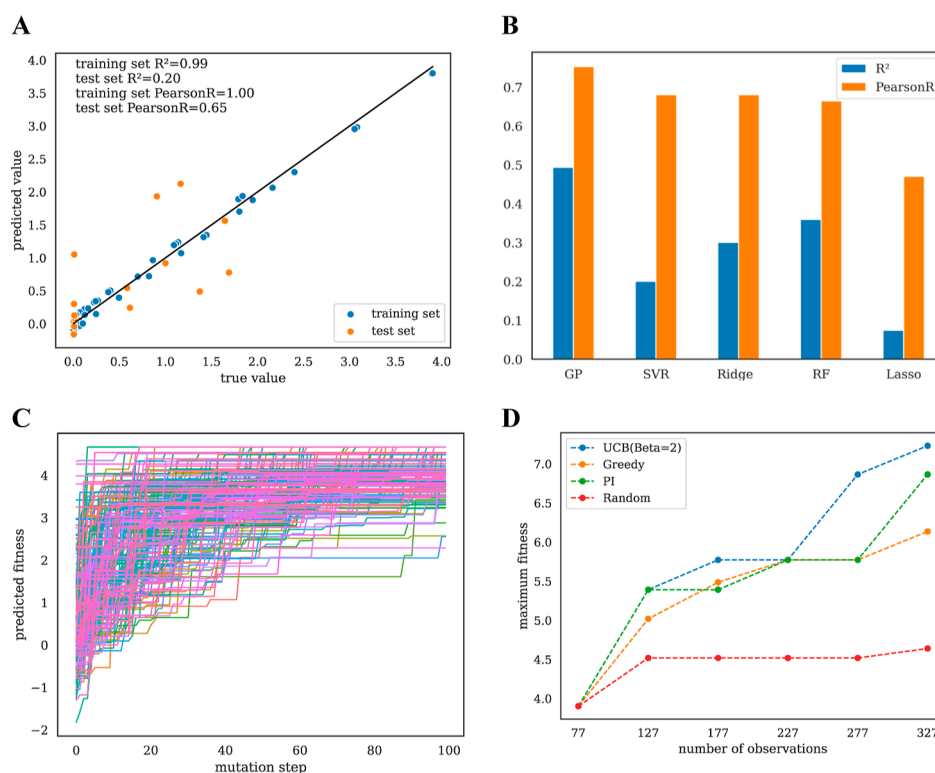 A
training set R²=0.99
test set R²=0.20
training set PearsonR=1.00
test set PearsonR=0.65
4.0
3.5
3.0
2.5
2.0
1.5
1.0
0.5
0.0
predicted value
training set
test set
0.0 0.5 1.0 1.5 2.0 2.5 3.0 3.5 4.0
true value
B
R²
PearsonR
0.7
0.6
0.5
0.4
0.3
0.2
0.1
0.0
GP SVR Ridge RF Lasso
C
4
3
2
1
0
−1
−2
predicted fitness
0 20 40 60 80 100
mutation step
D
UCB(Beta=2)
Greedy
PI
Random
7.0
6.5
6.0
5.5
5.0
4.5
4.0
maximum fitness
77 127 177 227 277 327
number of observations